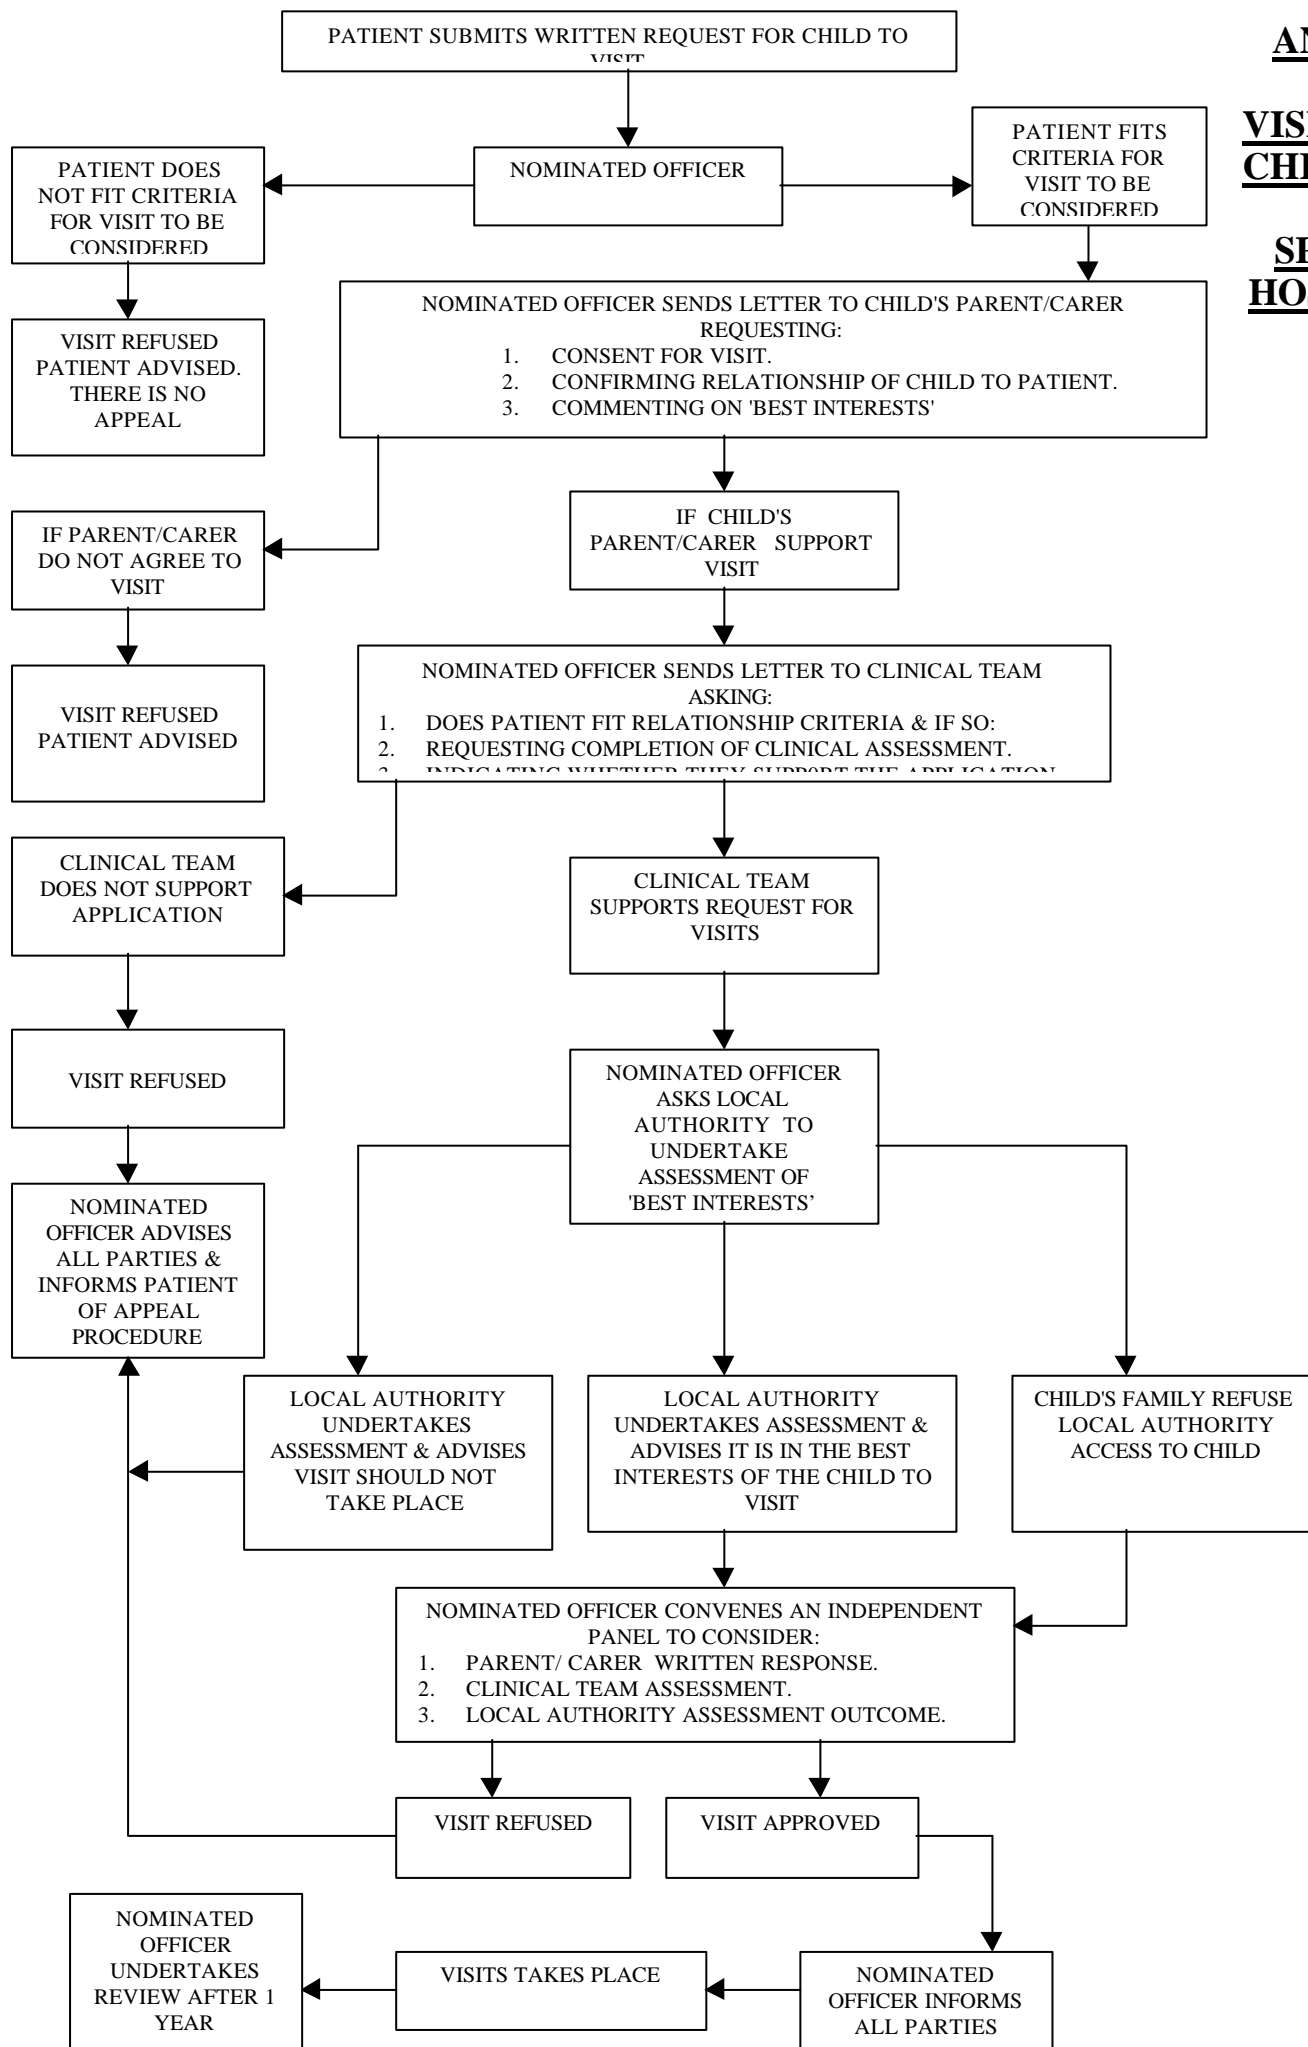 PATIENT SUBMITS WRITTEN REQUEST FOR CHILD TO
VISIT
PATIENT DOES
NOT FIT CRITERIA
FOR VISIT TO BE
CONSIDERED
NOMINATED OFFICER
PATIENT FITS
CRITERIA FOR
VISIT TO BE
CONSIDERED
VISIT REFUSED
PATIENT ADVISED.
THERE IS NO
APPEAL
NOMINATED OFFICER SENDS LETTER TO CHILD'S PARENT/CARER
REQUESTING:
1. CONSENT FOR VISIT.
2. CONFIRMING RELATIONSHIP OF CHILD TO PATIENT.
3. COMMENTING ON 'BEST INTERESTS'
IF PARENT/CARER
DO NOT AGREE TO
VISIT
IF CHILD'S
PARENT/CARER SUPPORT
VISIT
VISIT REFUSED
PATIENT ADVISED
NOMINATED OFFICER SENDS LETTER TO CLINICAL TEAM
ASKING:
1. DOES PATIENT FIT RELATIONSHIP CRITERIA & IF SO:
2. REQUESTING COMPLETION OF CLINICAL ASSESSMENT.
3. INDICATING WHETHER THEY SUPPORT THE APPLICATION
CLINICAL TEAM
DOES NOT SUPPORT
APPLICATION
CLINICAL TEAM
SUPPORTS REQUEST FOR
VISITS
VISIT REFUSED
NOMINATED OFFICER
ASKS LOCAL
AUTHORITY TO
UNDERTAKE
ASSESSMENT OF
'BEST INTERESTS’
NOMINATED
OFFICER ADVISES
ALL PARTIES &
INFORMS PATIENT
OF APPEAL
PROCEDURE
LOCAL AUTHORITY
UNDERTAKES
ASSESSMENT & ADVISES
VISIT SHOULD NOT
TAKE PLACE
LOCAL AUTHORITY
UNDERTAKES ASSESSMENT &
ADVISES IT IS IN THE BEST
INTERESTS OF THE CHILD TO
VISIT
CHILD'S FAMILY REFUSE
LOCAL AUTHORITY
ACCESS TO CHILD
NOMINATED OFFICER CONVENES AN INDEPENDENT
PANEL TO CONSIDER:
1. PARENT/ CARER WRITTEN RESPONSE.
2. CLINICAL TEAM ASSESSMENT.
3. LOCAL AUTHORITY ASSESSMENT OUTCOME.
VISIT REFUSED
VISIT APPROVED
NOMINATED
OFFICER
UNDERTAKES
REVIEW AFTER 1
YEAR
VISITS TAKES PLACE
NOMINATED
OFFICER INFORMS
ALL PARTIES